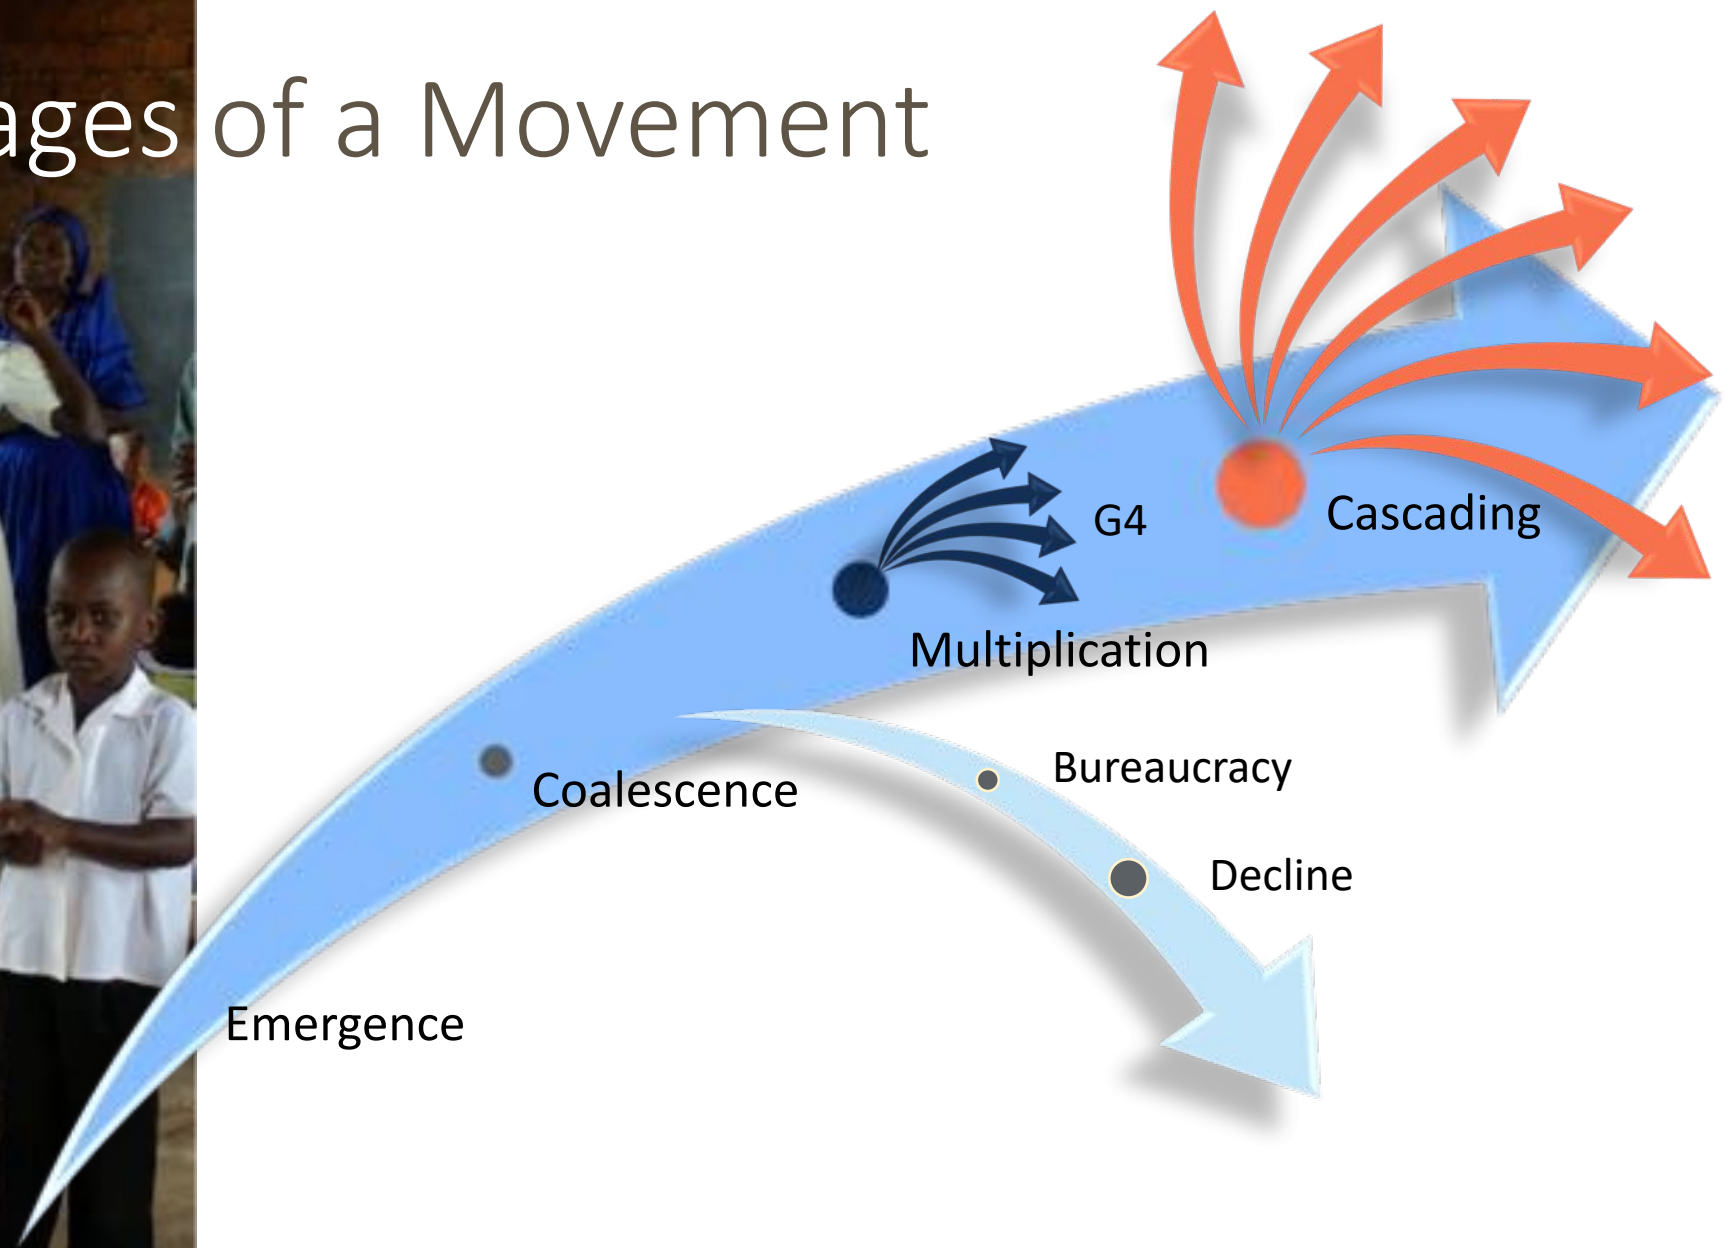 ages of a Movement
G4
Cascading
Multiplication
Bureaucracy
Coalescence
Decline
Emergence